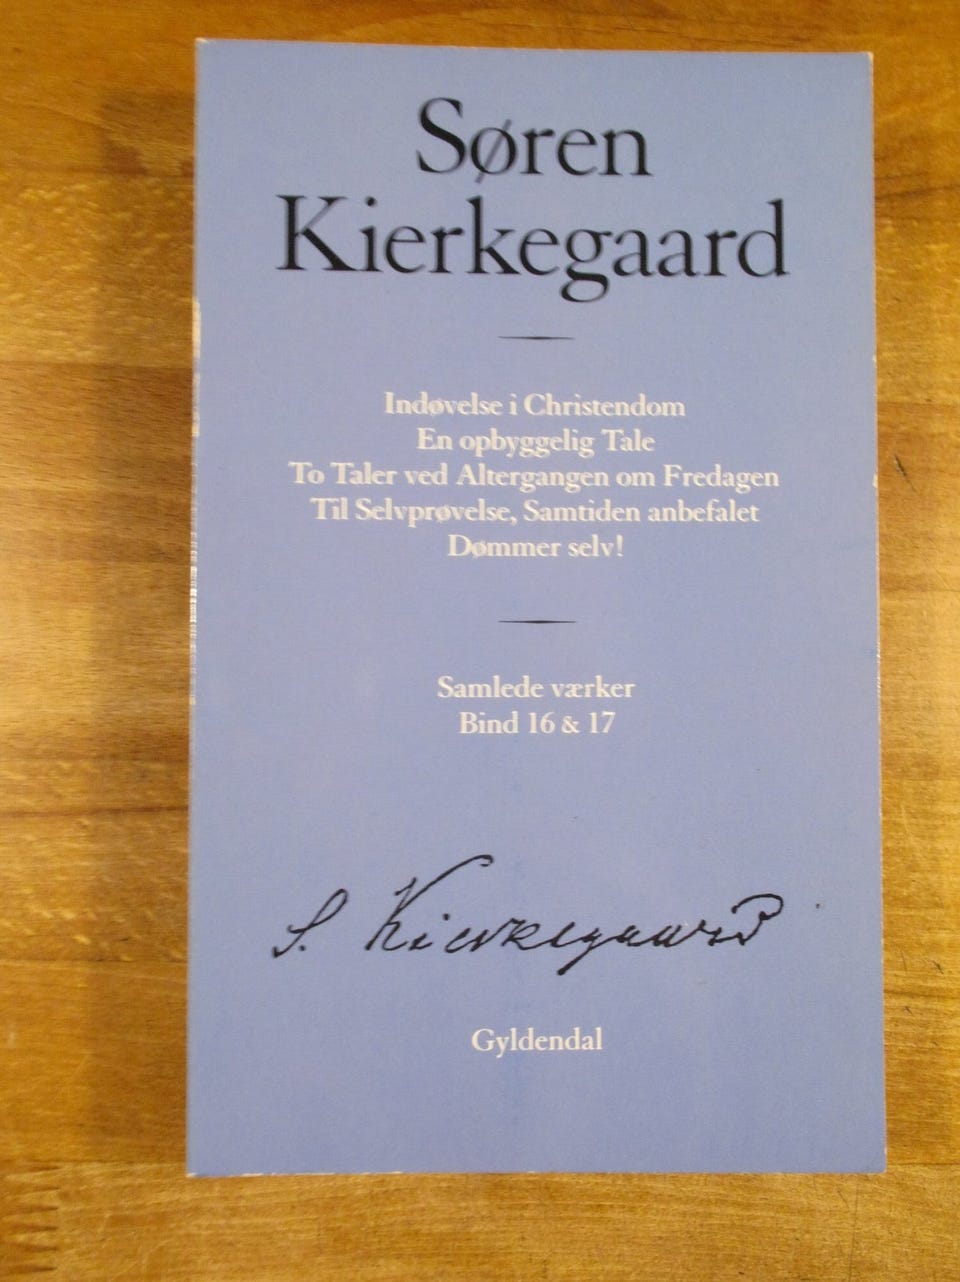 Søren
Kierkegaard
Indøvelse i Christendom
En opbyggelig Tale
To Taler ved Altergangen om Fredagen
Til Selvprøvelse, Samtiden anbefalet
Dømmer selv!
Samlede værker
Bind 16 & 17
S. Kierkegaard
Gyldendal